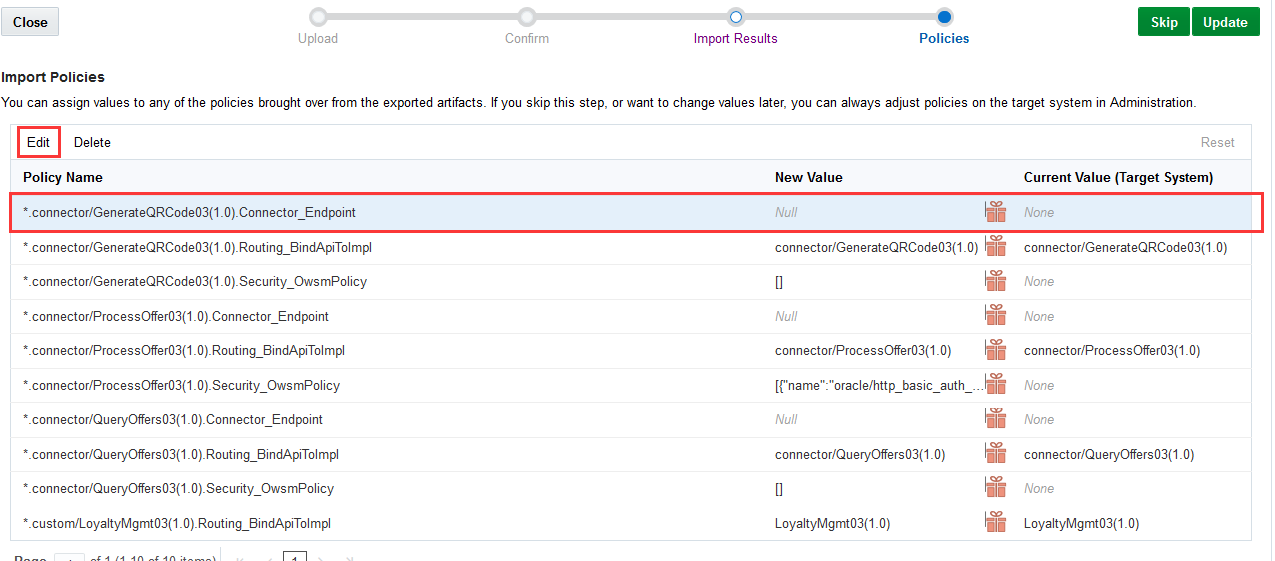 Close
Upload
Confirm
Import Results
Policies
Skip
Update
Import Policies
You can assign values to any of the policies brought over from the exported artifacts. If you skip this step, or want to change values later, you can always adjust policies on the target system in Administration.
Edit Delete Reset
Policy Name New Value Current Value (Target System)
*.connector/GenerateQRCode03(1.0).Connector_Endpoint Null None
*.connector/GenerateQRCode03(1.0).Routing_BindApiToImpl connector/GenerateQRCode03(1.0) connector/GenerateQRCode03(1.0)
*.connector/GenerateQRCode03(1.0).Security_OwsmPolicy [] None
*.connector/ProcessOffer03(1.0).Connector_Endpoint Null None
*.connector/ProcessOffer03(1.0).Routing_BindApiToImpl connector/ProcessOffer03(1.0) connector/ProcessOffer03(1.0)
*.connector/ProcessOffer03(1.0).Security_OwsmPolicy [{"name":"oracle/http_basic_auth_... None
*.connector/QueryOffers03(1.0).Connector_Endpoint Null None
*.connector/QueryOffers03(1.0).Routing_BindApiToImpl connector/QueryOffers03(1.0) connector/QueryOffers03(1.0)
*.connector/QueryOffers03(1.0).Security_OwsmPolicy [] None
*.custom/LoyaltyMgmt03(1.0).Routing_BindApiToImpl LoyaltyMgmt03(1.0) LoyaltyMgmt03(1.0)
Page of 1 (1-10 of 10 items) 1